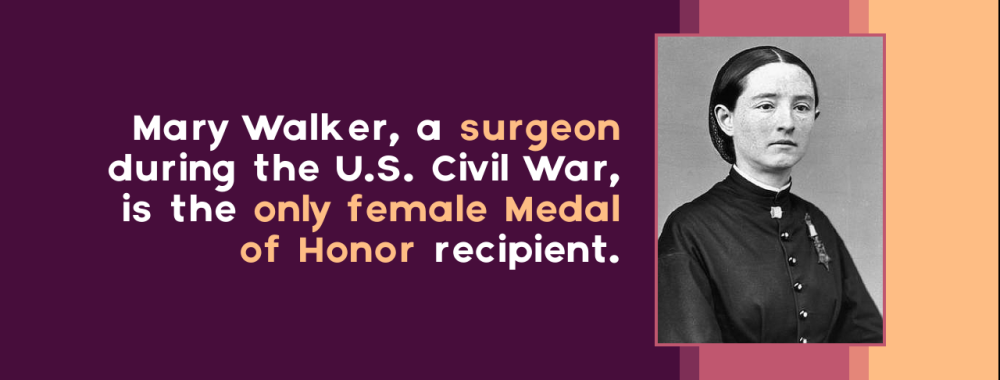 Mary Walker, a surgeon
during the U.S. Civil War,
is the only female Medal
of Honor recipient.